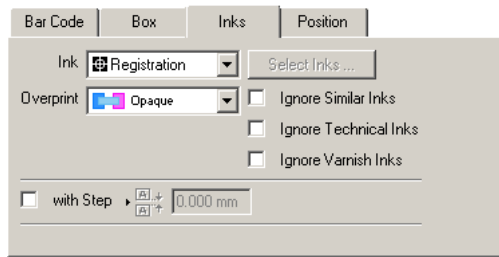 Bar Code Box Inks Position
Ink Registration Select Inks ...
Overprint Opaque Ignore Similar Inks
Ignore Technical Inks
Ignore Varnish Inks
with Step A A 0.000 mm